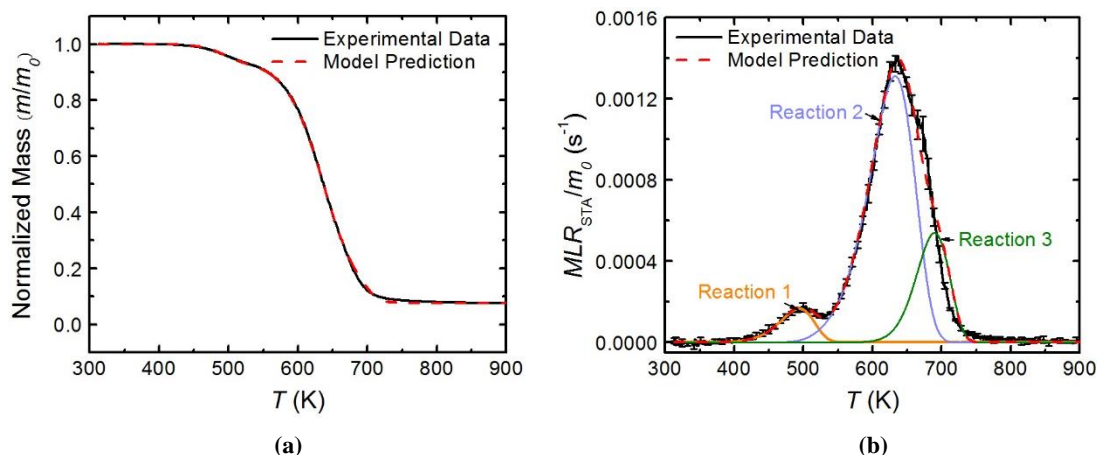 Normalized Mass (m/m0)
1.0
0.8
0.6
0.4
0.2
0.0
Experimental Data
Model Prediction
300 400 500 600 700 800 900
T (K)
(a)
MLRSTA/m0 (s-1)
0.0016
0.0012
0.0008
0.0004
0.0000
Experimental Data
Model Prediction
Reaction 2
Reaction 3
Reaction 1
300 400 500 600 700 800 900
T (K)
(b)